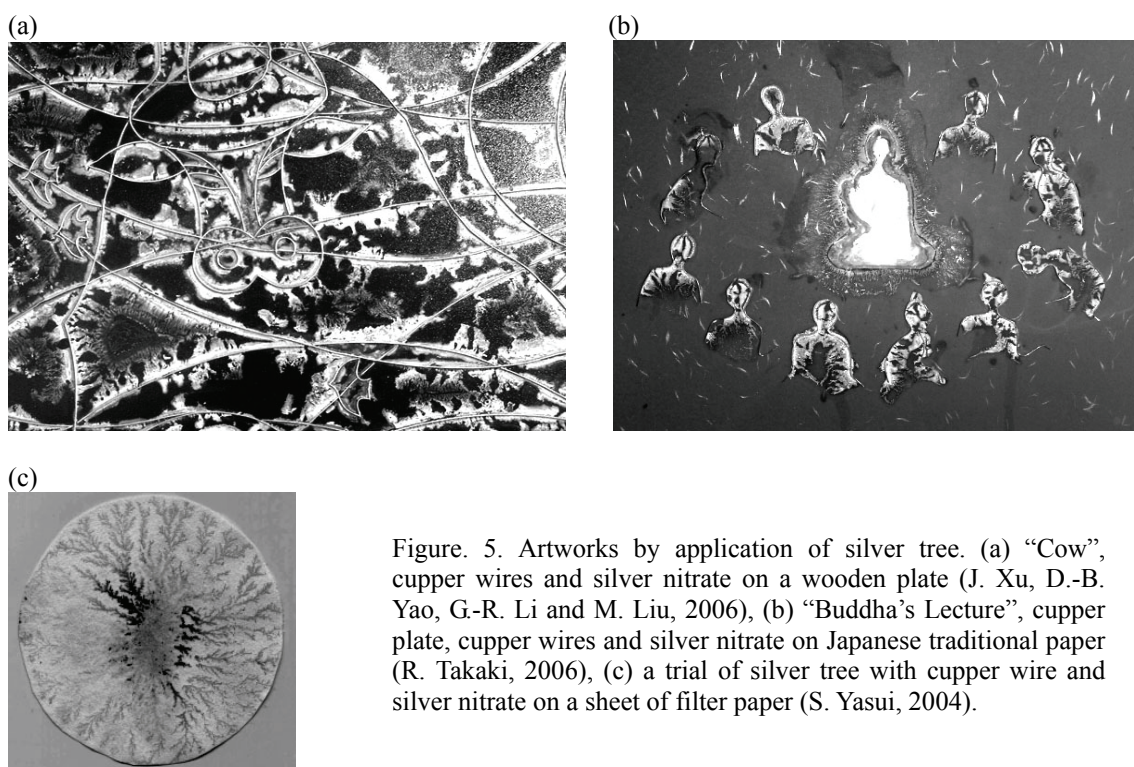 (a)
(b)
(c)
Figure. 5. Artworks by application of silver tree. (a) “Cow”,
cupper wires and silver nitrate on a wooden plate (J. Xu, D.-B.
Yao, G.-R. Li and M. Liu, 2006), (b) “Buddha’s Lecture”, cupper
plate, cupper wires and silver nitrate on Japanese traditional paper
(R. Takaki, 2006), (c) a trial of silver tree with cupper wire and
silver nitrate on a sheet of filter paper (S. Yasui, 2004).